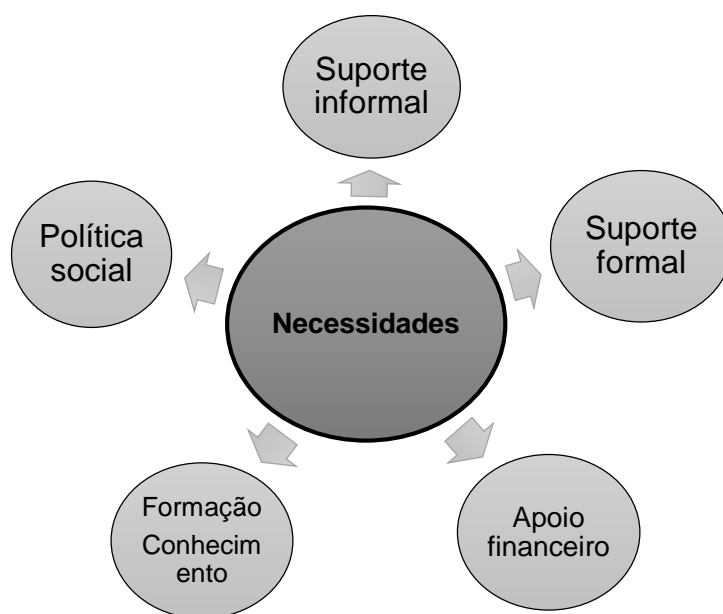 Suporte
informal
Política
social
Suporte
formal
Necessidades
Formação
Conhecim
ento
Apoio
financeiro